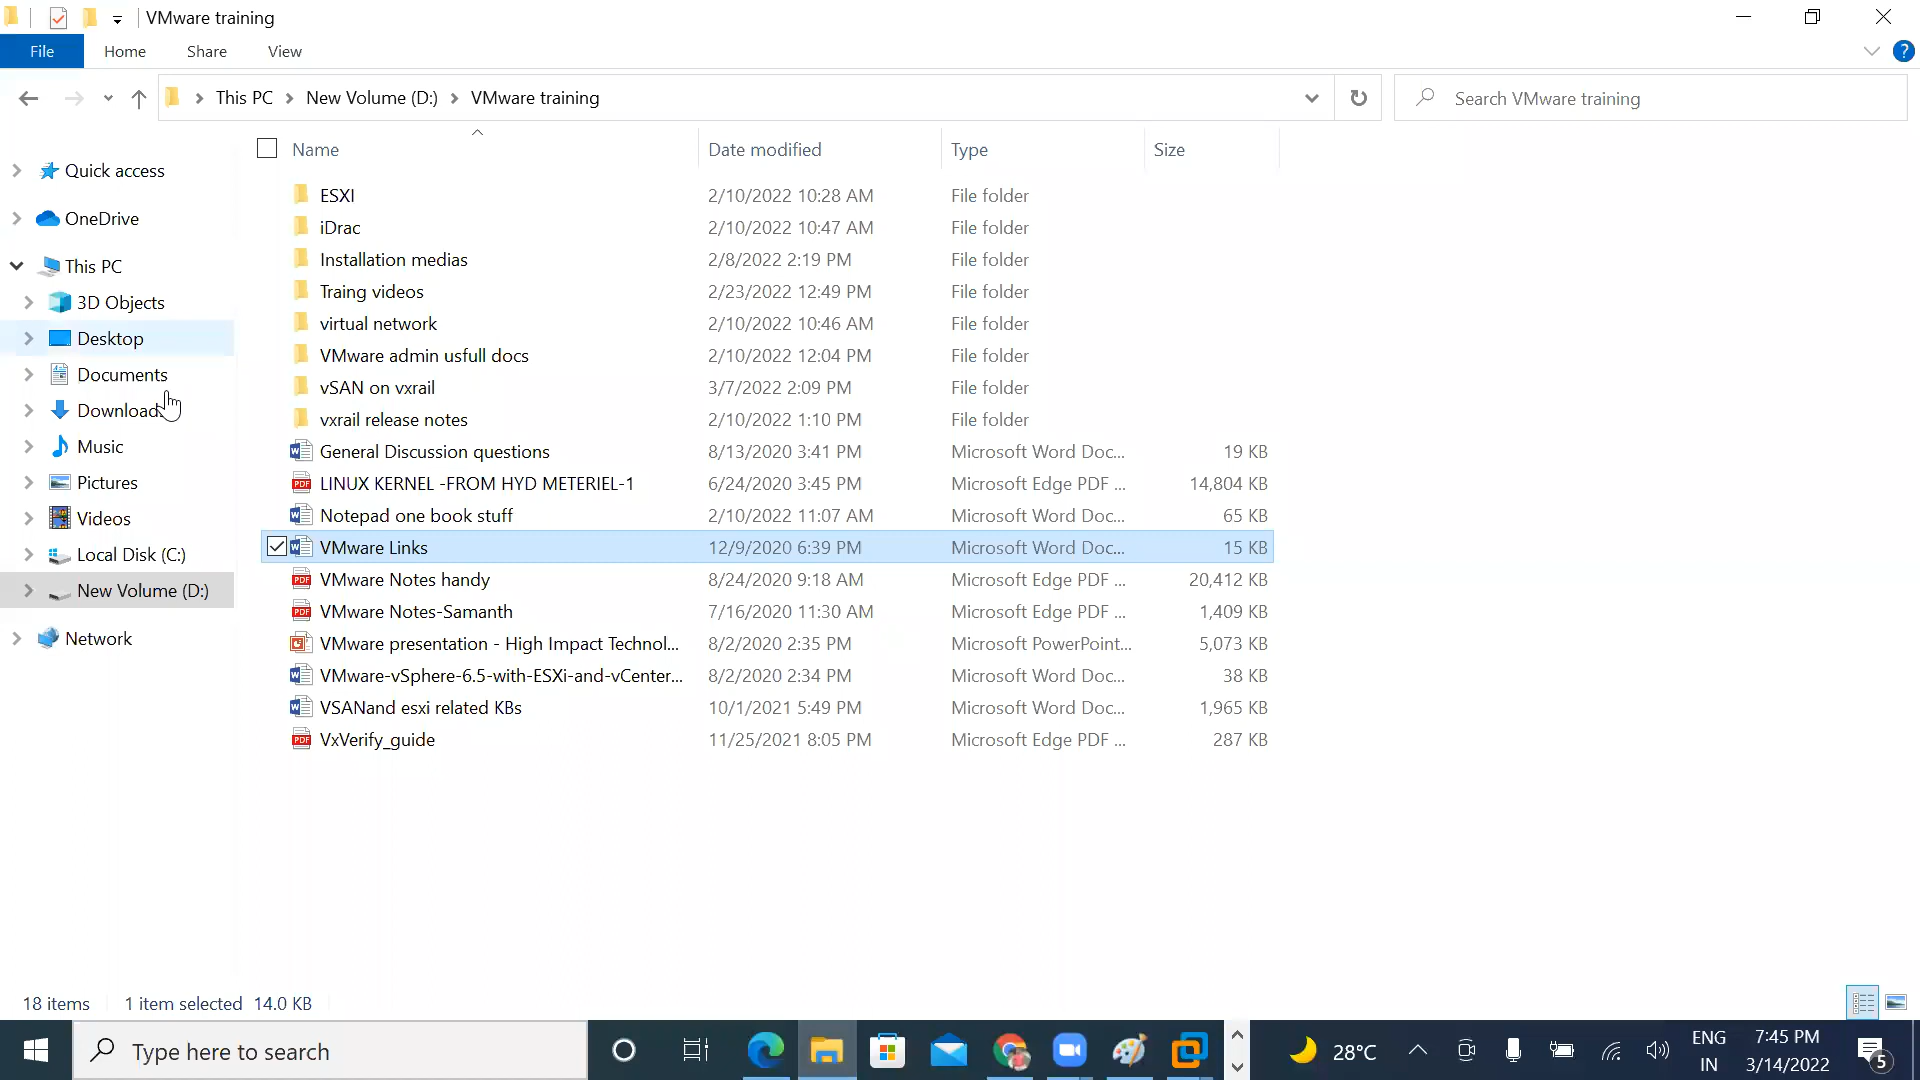 VMware training
File Home Share View
This PC New Volume (D:) VMware training Search VMware training
Name Date modified Type Size
Quick access
OneDrive
This PC
3D Objects
Desktop
Documents
Downloads
Music
Pictures
Videos
Local Disk (C:)
New Volume (D:)
Network
ESXI 2/10/2022 10:28 AM File folder
iDrac 2/10/2022 10:47 AM File folder
Installation medias 2/8/2022 2:19 PM File folder
Traing videos 2/23/2022 12:49 PM File folder
virtual network 2/10/2022 10:46 AM File folder
VMware admin usfull docs 2/10/2022 12:04 PM File folder
vSAN on vxrail 3/7/2022 2:09 PM File folder
vxrail release notes 2/10/2022 1:10 PM File folder
General Discussion questions 8/13/2020 3:41 PM Microsoft Word Doc... 19 KB
LINUX KERNEL -FROM HYD METERIEL-1 6/24/2020 3:45 PM Microsoft Edge PDF ... 14,804 KB
Notepad one book stuff 2/10/2022 11:07 AM Microsoft Word Doc... 65 KB
VMware Links 12/9/2020 6:39 PM Microsoft Word Doc... 15 KB
VMware Notes handy 8/24/2020 9:18 AM Microsoft Edge PDF ... 20,412 KB
VMware Notes-Samanth 7/16/2020 11:30 AM Microsoft Edge PDF ... 1,409 KB
VMware presentation - High Impact Technol... 8/2/2020 2:35 PM Microsoft PowerPoint... 5,073 KB
VMware-vSphere-6.5-with-ESXi-and-vCenter... 8/2/2020 2:34 PM Microsoft Word Doc... 38 KB
VSANand esxi related KBs 10/1/2021 5:49 PM Microsoft Word Doc... 1,965 KB
VxVerify_guide 11/25/2021 8:05 PM Microsoft Edge PDF ... 287 KB
18 items 1 item selected 14.0 KB
Type here to search 28°C ENG 7:45 PM
IN 3/14/2022 5